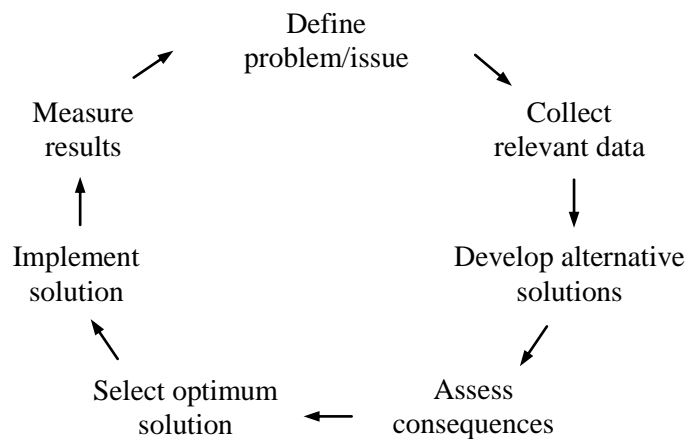 Define
problem/issue
Collect
relevant data
Develop alternative
solutions
Assess
consequences
Select optimum
solution
Implement
solution
Measure
results